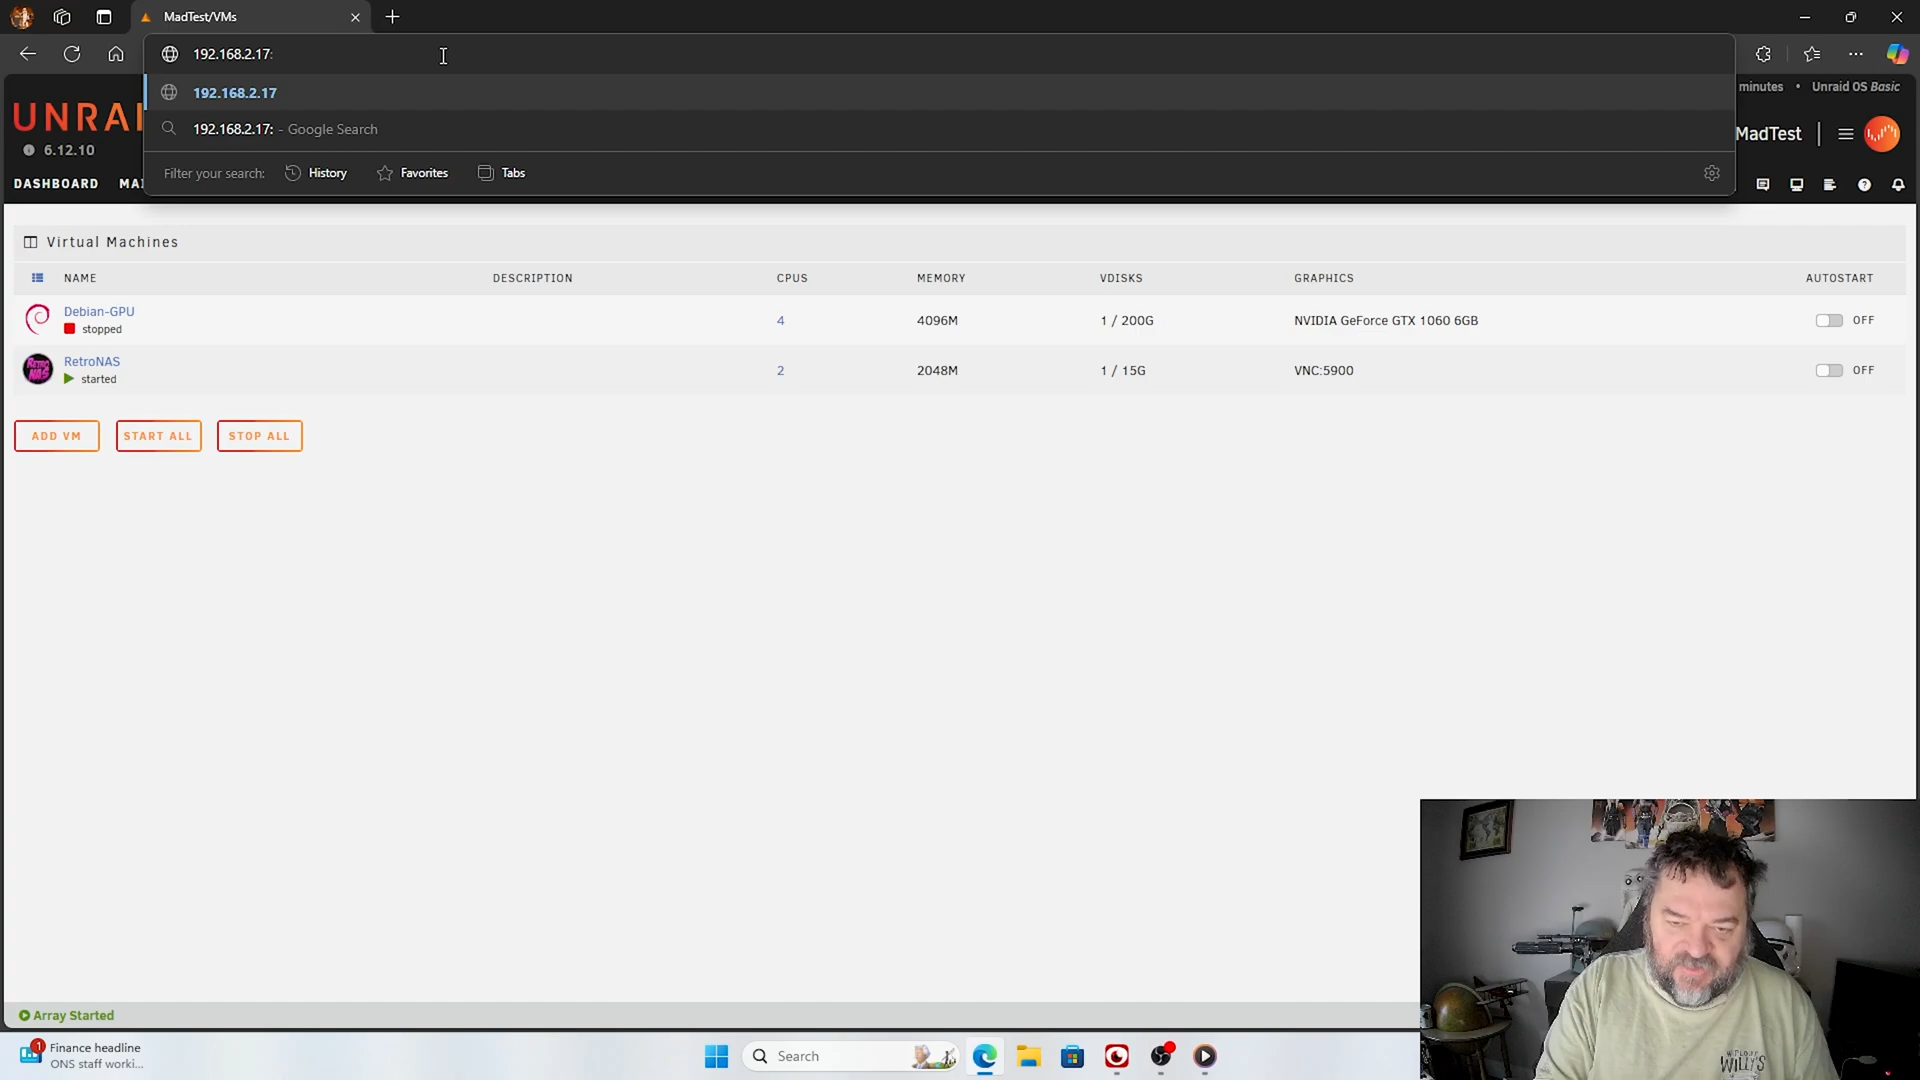 MadTest/VMs
192.168.2.17:
192.168.2.17
192.168.2.17: - Google Search
Filter your search: History Favorites Tabs
minutes • Unraid OS Basic
UNRAI
6.12.10
MadTest
DASHBOARD MAI
Virtual Machines
NAME DESCRIPTION CPUS MEMORY VDISKS GRAPHICS AUTOSTART
Debian-GPU
stopped
4 4096M 1 / 200G NVIDIA GeForce GTX 1060 6GB OFF
RetroNAS
started
2 2048M 1 / 15G VNC:5900 OFF
ADD VM START ALL STOP ALL
Array Started
1
Finance headline
ONS staff worki...
Search
WILLY'S